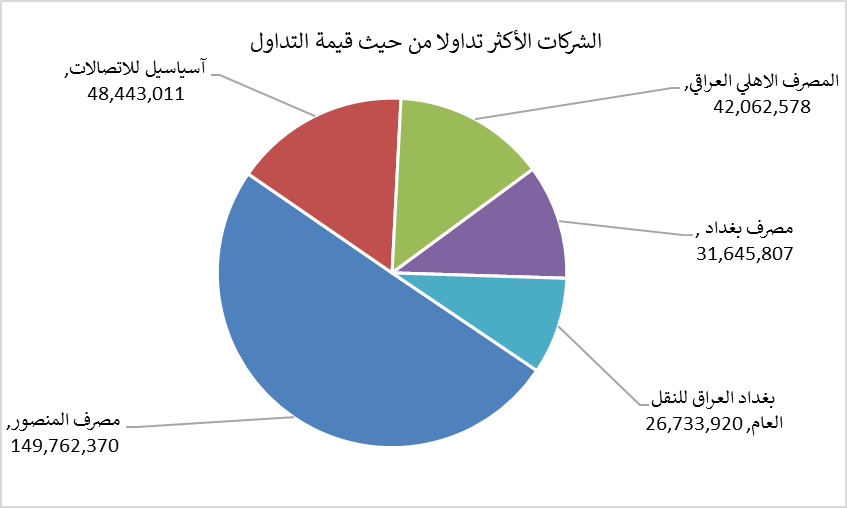 الشركات الأكثر تداولا من حيث قيمة التداول
آسياسيل للاتصالات,
48,443,011
المصرف الاهلي العراقي,
42,062,578
مصرف بغداد ,
31,645,807
بغداد العراق للنقل
العام, 26,733,920
مصرف المنصور,
149,762,370